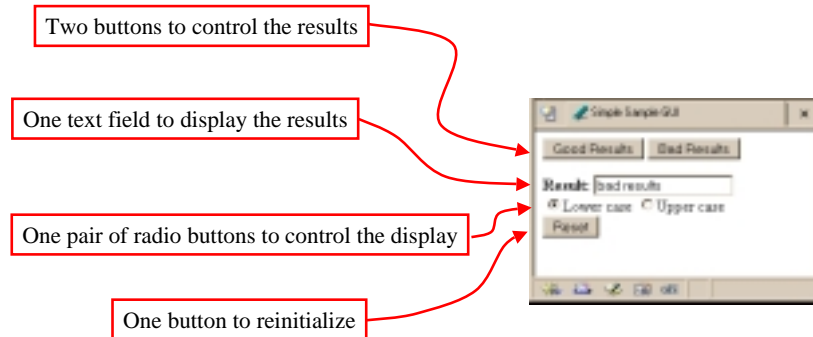 Two buttons to control the results
One text field to display the results
One pair of radio buttons to control the display
One button to reinitialize
Simple Sample GUI
Good Results Bad Results
Result: bad results
Lower case Upper case
Reset